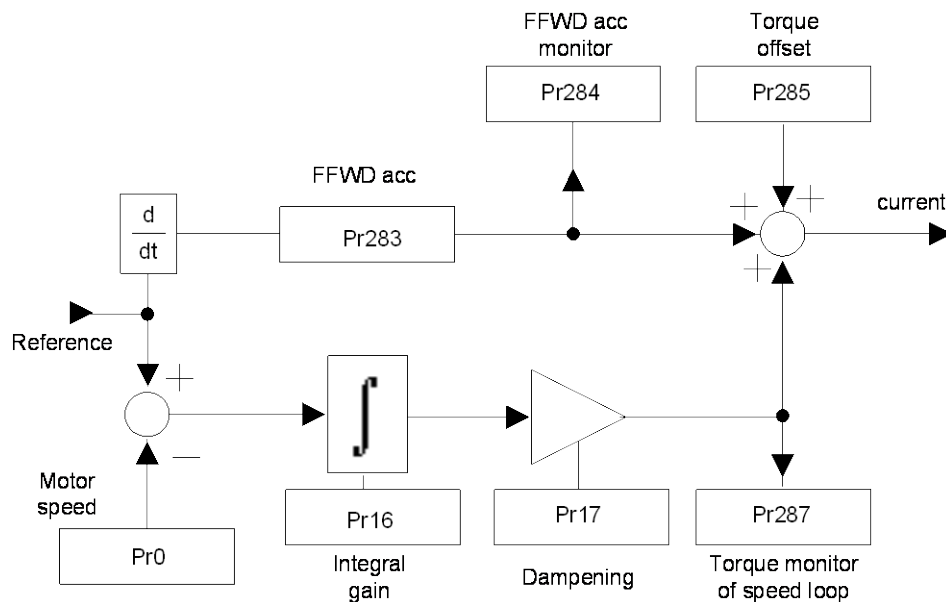 FFWD acc
monitor
Pr284
Torque
offset
Pr285
FFWD acc
Pr283
d
dt
+
+
+
current
Reference
+
−
∫
Motor
speed
Pr0
Pr16
Integral
gain
Pr17
Dampening
Pr287
Torque monitor
of speed loop